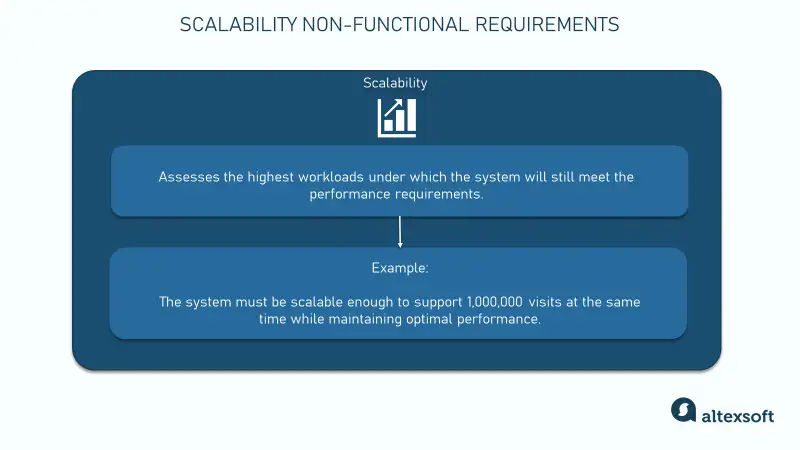 SCALABILITY NON-FUNCTIONAL REQUIREMENTS
Scalability
Assesses the highest workloads under which the system will still meet the
performance requirements.
Example:
The system must be scalable enough to support 1,000,000 visits at the same
time while maintaining optimal performance.
altexsoft